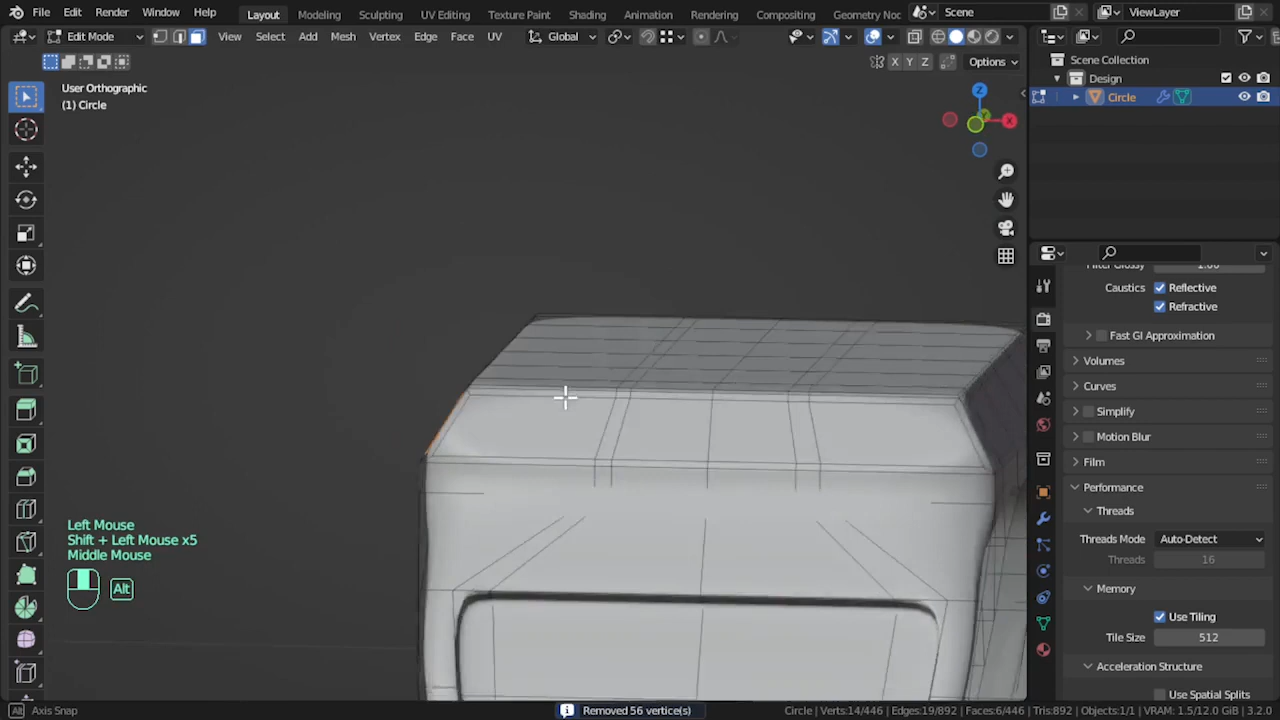 File Edit Render Window Help Layout Modeling Sculpting UV Editing Texture Paint Shading Animation Rendering Compositing Geometry Noc Scene ViewLayer
Edit Mode View Select Add Mesh Vertex Edge Face UV Global
X Y Z Options
User Orthographic
(1) Circle
Scene Collection
Design
Circle
Z
X
Filter Glossy 1.00
Caustics Reflective
Refractive
Fast GI Approximation
Volumes
Curves
Simplify
Motion Blur
Film
Performance
Threads
Threads Mode Auto-Detect
Threads 16
Memory
Use Tiling
Tile Size 512
Acceleration Structure
Use Spatial Splits
Left Mouse
Shift + Left Mouse x5
Middle Mouse
Alt
Alt Axis Snap Removed 56 vertice(s) Circle | Verts:14/446 | Edges:19/892 | Faces:6/446 | Tris:892 | Objects:1/1 | VRAM: 1.5/12.0 GiB | 3.2.0